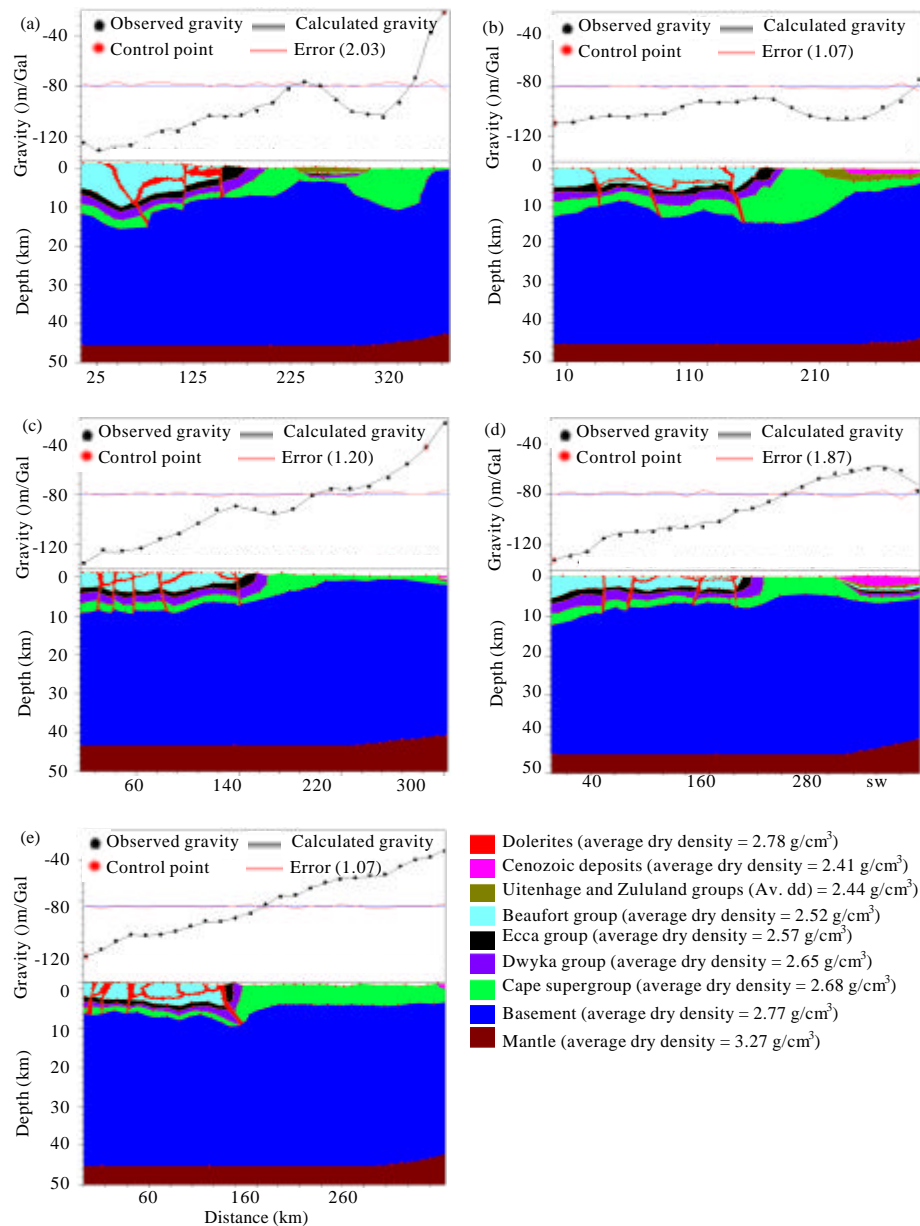 (a)
Observed gravity Calculated gravity
Control point Error (2.03)
Gravity ()m/Gal
-40
-80
-120
Depth (km)
0
10
20
30
40
50
25 125 225 320
(b)
Observed gravity Calculated gravity
Control point Error (1.07)
Gravity ()m/Gal
-40
-80
-120
Depth (km)
0
10
20
30
40
50
10 110 210
(c)
Observed gravity Calculated gravity
Control point Error (1.20)
Gravity ()m/Gal
-40
-80
-120
Depth (km)
0
10
20
30
40
50
60 140 220 300
(d)
Observed gravity Calculated gravity
Control point Error (1.87)
Gravity ()m/Gal
-40
-80
-120
Depth (km)
0
10
20
30
40
50
40 160 280 sw
(e)
Observed gravity Calculated gravity
Control point Error (1.07)
Gravity ()m/Gal
-40
-80
-120
Depth (km)
0
10
20
30
40
50
60 160 260
Distance (km)
Dolerites (average dry density = 2.78 g/cm³)
Cenozoic deposits (average dry density = 2.41 g/cm³)
Uitenhage and Zululand groups (Av. dd) = 2.44 g/cm³)
Beaufort group (average dry density = 2.52 g/cm³)
Ecca group (average dry density = 2.57 g/cm³)
Dwyka group (average dry density = 2.65 g/cm³)
Cape supergroup (average dry density = 2.68 g/cm³)
Basement (average dry density = 2.77 g/cm³)
Mantle (average dry density = 3.27 g/cm³)